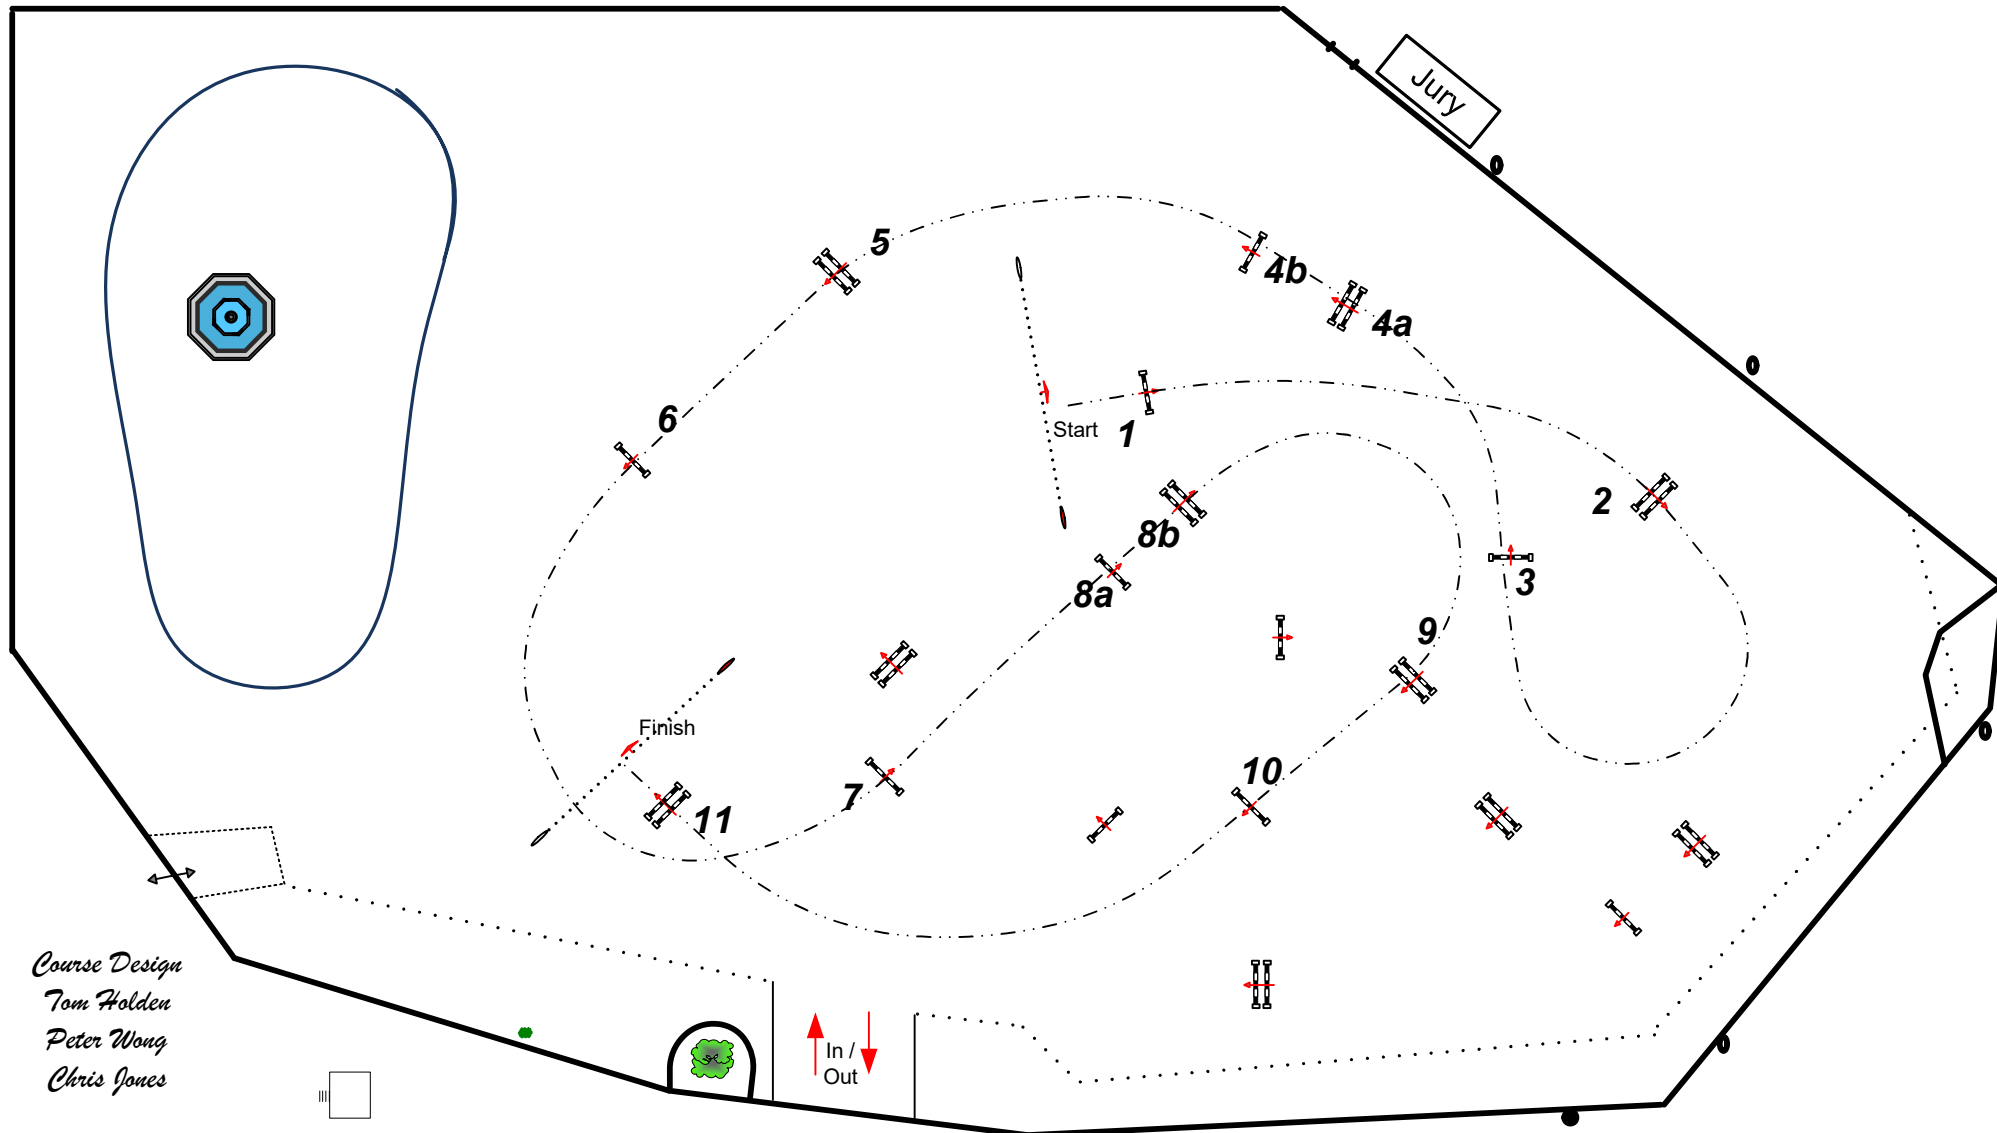 Jury
5
4b
4a
6
Start
1
2
8b
3
8a
9
Finish
10
7
11
Course Design
Tom Holden
Peter Wong
Chris Jones
In /
Out